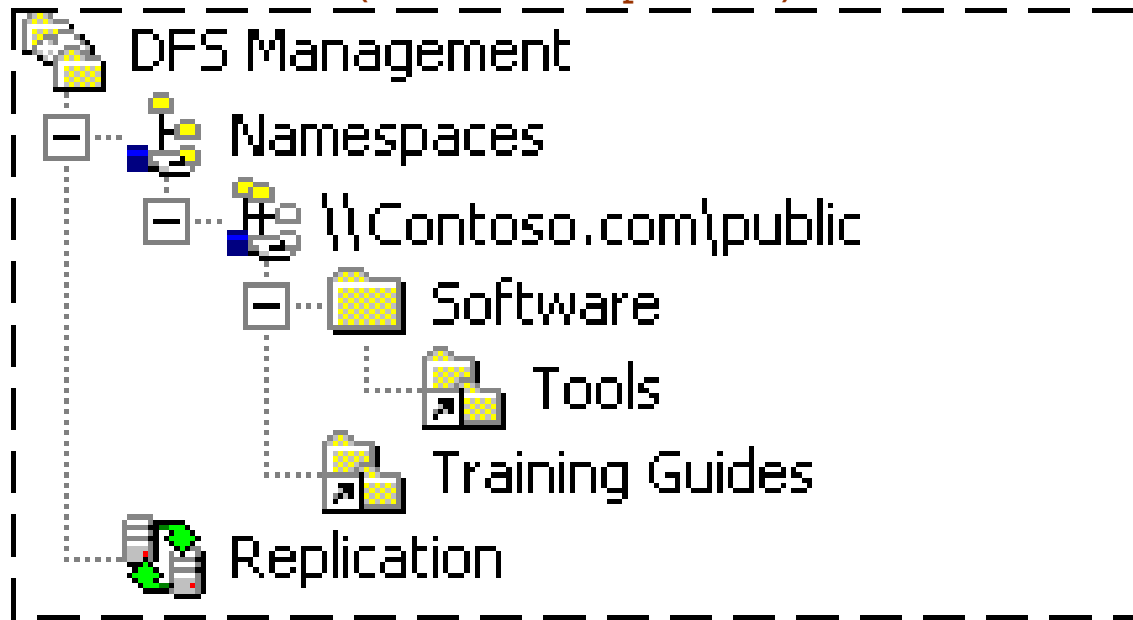 DFS Management
Namespaces
\\Contoso.com\public
Software
Tools
Training Guides
Replication